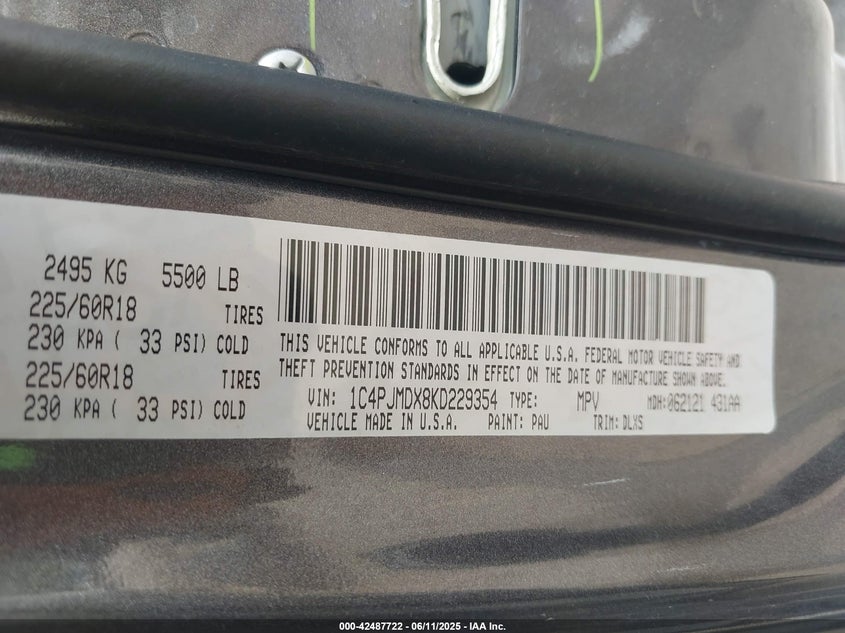 2495 KG 5500 LB
225/60R18 TIRES
230 KPA ( 33 PSI) COLD
225/60R18 TIRES
230 KPA ( 33 PSI) COLD
THIS VEHICLE CONFORMS TO ALL APPLICABLE U.S.A. FEDERAL MOTOR VEHICLE SAFETY AND
THEFT PREVENTION STANDARDS IN EFFECT ON THE DATE OF MANUFACTURE SHOWN ABOVE.
VIN: 1C4PJMDX8KD229354 TYPE: MPV MDH:062121 431AA
VEHICLE MADE IN U.S.A. PAINT: PAU TRIM: DLXS
000-42487722 - 06/11/2025 - IAA Inc.